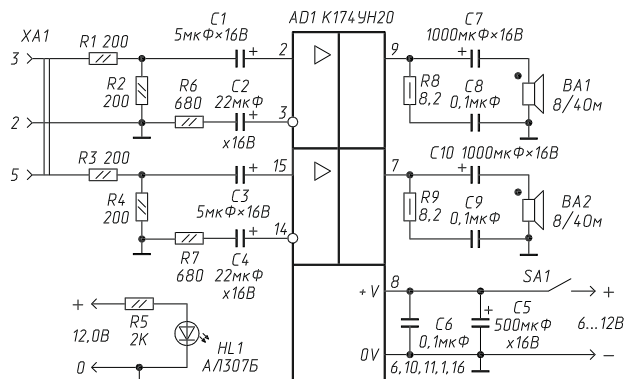 XA1
3
2
5
R1 200
R2
200
C1
5мкФ×16В
R6
680
C2
22мкФ
x16В
R3 200
R4
200
C3
5мкФ×16В
R7
680
C4
22мкФ
x16В
AD1 К174УН20
2
3
15
14
9
7
8
+V
0V
6,10,11,1,16
C7
1000мкФ×16В
R8
8,2
C8
0,1мкФ
BA1
8/4Ом
C10 1000мкФ×16В
R9
8,2
C9
0,1мкФ
BA2
8/4Ом
SA1
+
6...12В
−
C6
0,1мкФ
+
C5
500мкФ
x16В
+
12,0В
0
R5
2К
HL1
АЛ307Б